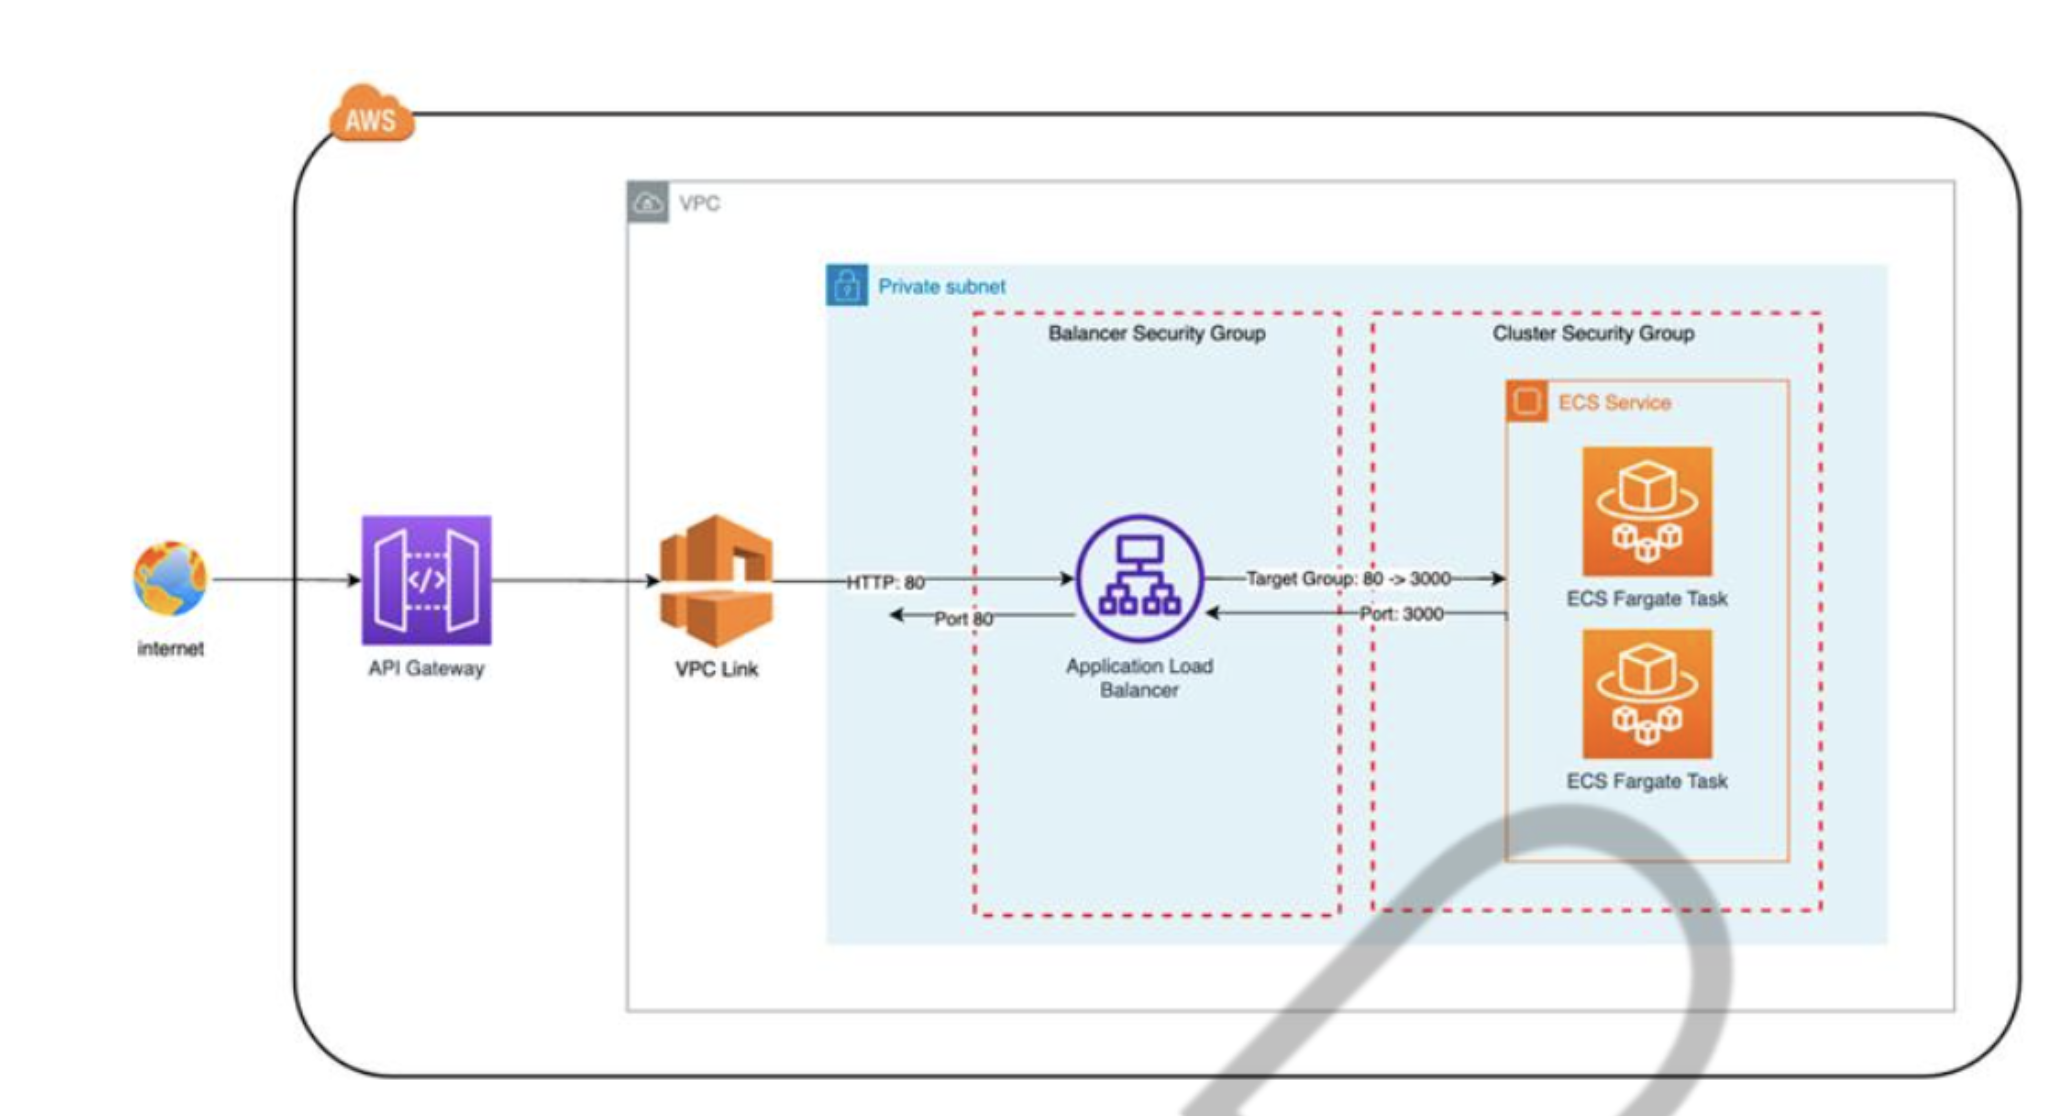 AWS
VPC
Private subnet
Balancer Security Group
Cluster Security Group
ECS Service
HTTP: 80
Target Group: 80 -> 3000
Port 80
Port: 3000
ECS Fargate Task
internet
API Gateway
VPC Link
Application Load
Balancer
ECS Fargate Task